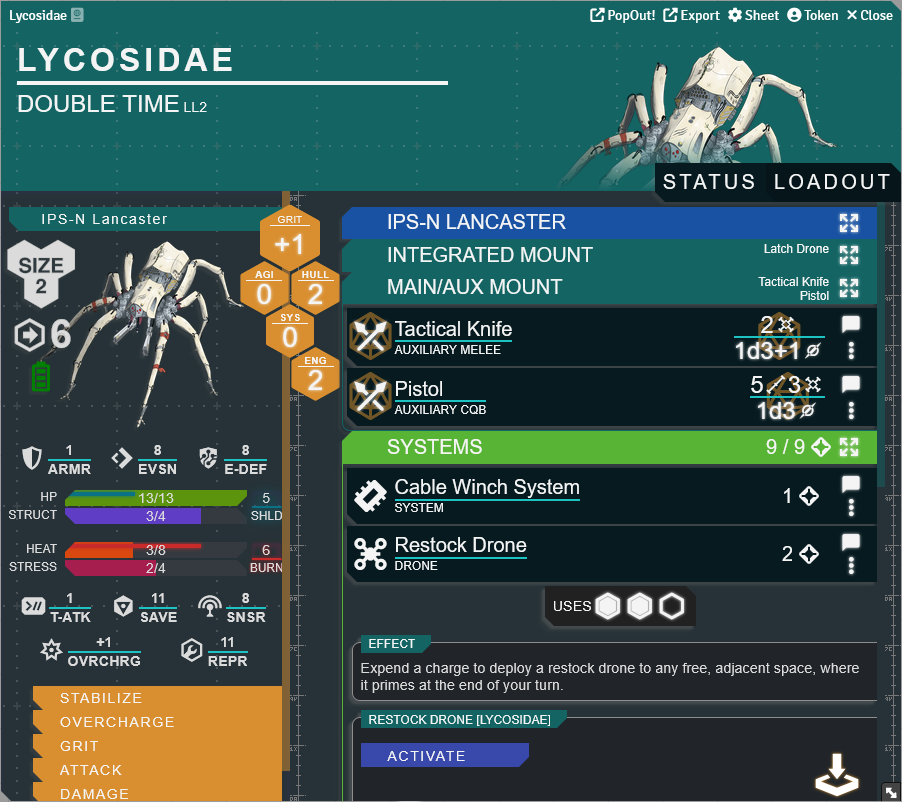 Lycosidae
PopOut! Export Sheet Token Close
LYCOSIDAE
DOUBLE TIME LL2
STATUS LOADOUT
IPS-N Lancaster
SIZE
2
6
GRIT
+1
AGI
0
HULL
2
SYS
0
ENG
2
1
ARMR
8
EVSN
8
E-DEF
HP 13/13 5
STRUCT 3/4 SHLD
HEAT 3/8 6
STRESS 2/4 BURN
1
T-ATK
11
SAVE
8
SNSR
+1
OVRCHRG
11
REPR
STABILIZE
OVERCHARGE
GRIT
ATTACK
DAMAGE
IPS-N LANCASTER
INTEGRATED MOUNT Latch Drone
MAIN/AUX MOUNT Tactical Knife
Pistol
Tactical Knife 2
AUXILIARY MELEE 1d3+1
Pistol 5 3
AUXILIARY CQB 1d3
SYSTEMS 9 / 9
Cable Winch System 1
SYSTEM
Restock Drone 2
DRONE
USES
EFFECT
Expend a charge to deploy a restock drone to any free, adjacent space, where
it primes at the end of your turn.
RESTOCK DRONE [LYCOSIDAE]
ACTIVATE